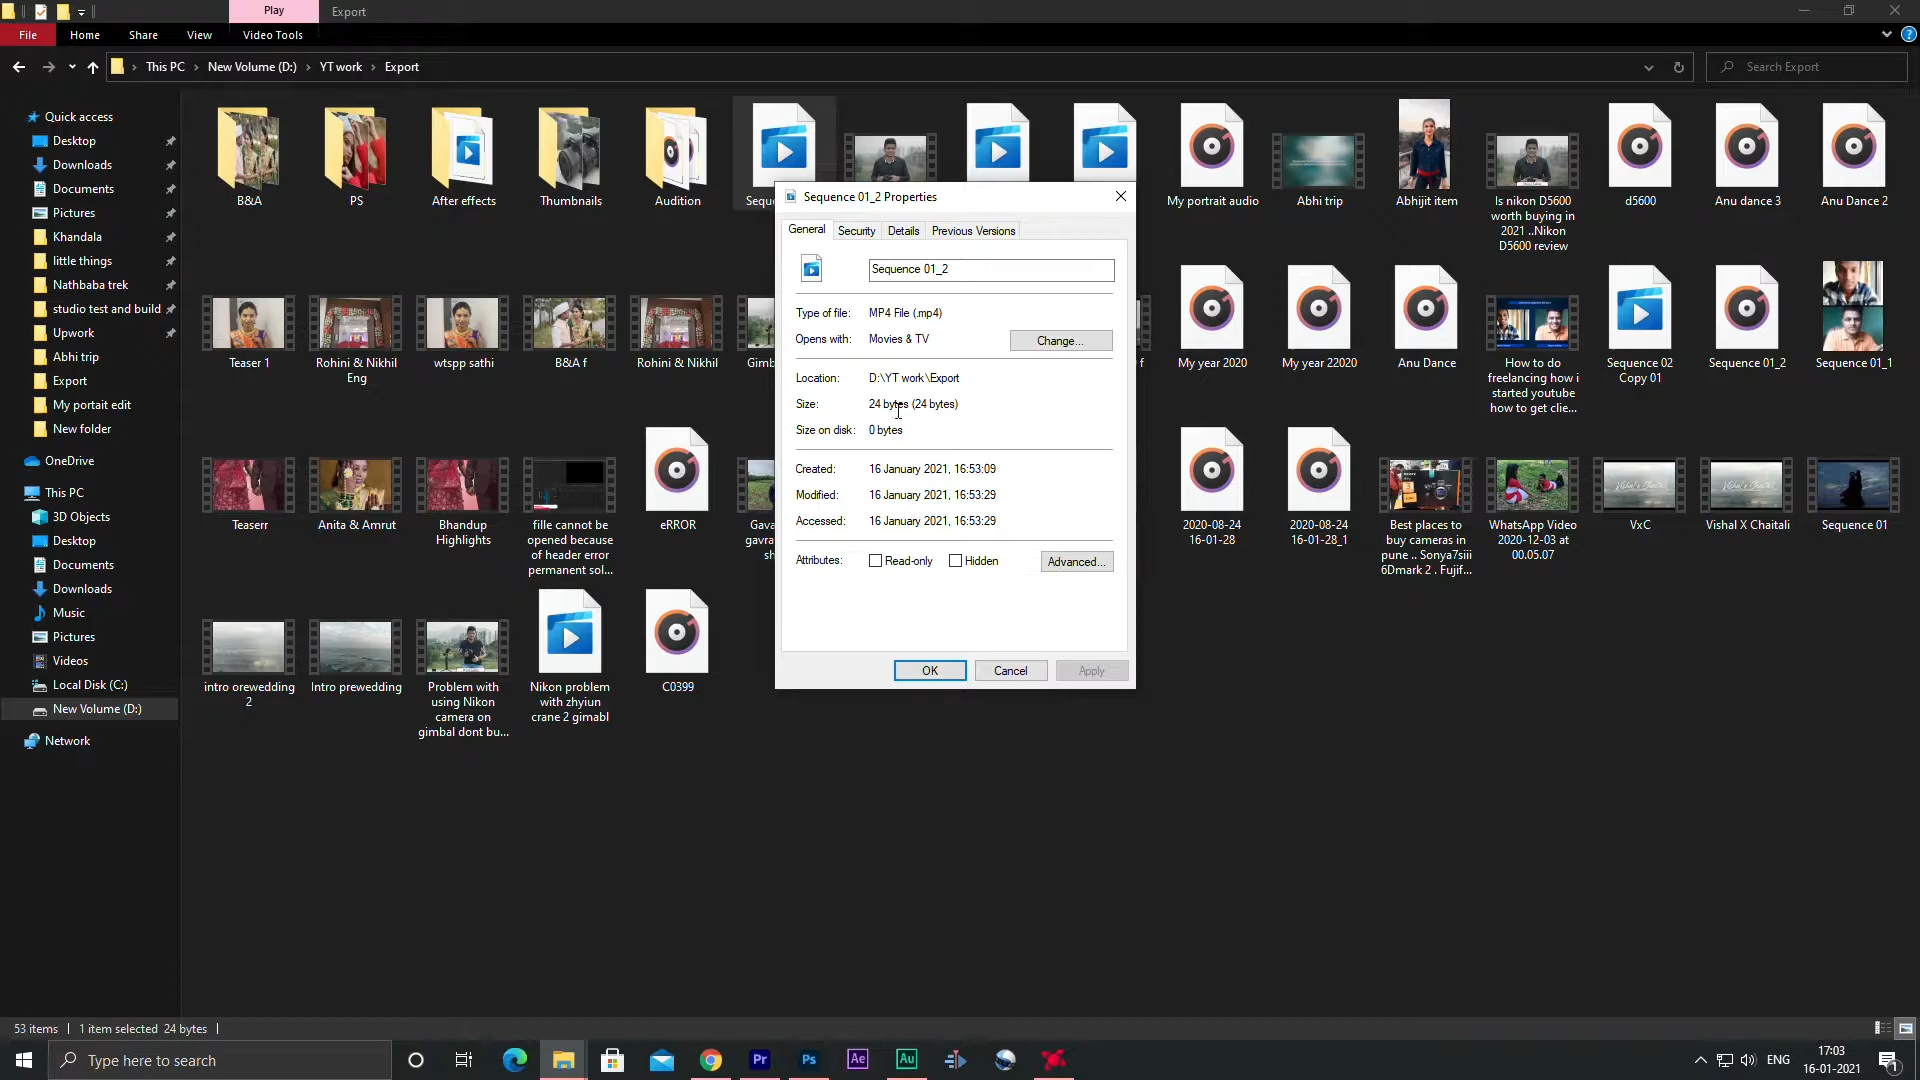 Play
Export
File
Home
Share
View
Video Tools
This PC
New Volume (D:)
YT work
Export
Search Export
Quick access
Desktop
Downloads
Documents
Pictures
Khandala
little things
Nathbaba trek
studio test and build
Upwork
Abhi trip
Export
My portait edit
New folder
OneDrive
This PC
3D Objects
Desktop
Documents
Downloads
Music
Pictures
Videos
Local Disk (C:)
New Volume (D:)
Network
B&A
PS
After effects
Thumbnails
Audition
Sequ
My portrait audio
Abhi trip
Abhijit item
Is nikon D5600
worth buying in
2021 ..Nikon
D5600 review
d5600
Anu dance 3
Anu Dance 2
Teaser 1
Rohini & Nikhil
Eng
wtspp sathi
B&A f
Rohini & Nikhil
Gimb
f
My year 2020
My year 22020
Anu Dance
How to do
freelancing how i
started youtube
how to get clie...
Sequence 02
Copy 01
Sequence 01_2
Sequence 01_1
Teaserr
Anita & Amrut
Bhandup
Highlights
fille cannot be
opened because
of header error
permanent sol...
eRROR
Gava
gavra
sh
2020-08-24
16-01-28
2020-08-24
16-01-28_1
Best places to
buy cameras in
pune .. Sonya7siii
6Dmark 2 . Fujif...
WhatsApp Video
2020-12-03 at
00.05.07
VxC
Vishal X Chaitali
Sequence 01
intro orewedding
2
Intro prewedding
Problem with
using Nikon
camera on
gimbal dont bu...
Nikon problem
with zhyiun
crane 2 gimabl
C0399
Sequence 01_2 Properties
General
Security
Details
Previous Versions
Sequence 01_2
Type of file: MP4 File (.mp4)
Opens with: Movies & TV
Change...
Location: D:\YT work\Export
Size: 24 bytes (24 bytes)
Size on disk: 0 bytes
Created: 16 January 2021, 16:53:09
Modified: 16 January 2021, 16:53:29
Accessed: 16 January 2021, 16:53:29
Attributes: Read-only Hidden
Advanced...
OK
Cancel
Apply
53 items
1 item selected 24 bytes
Type here to search
Pr
Ps
Ae
Au
ENG
17:03
16-01-2021
1